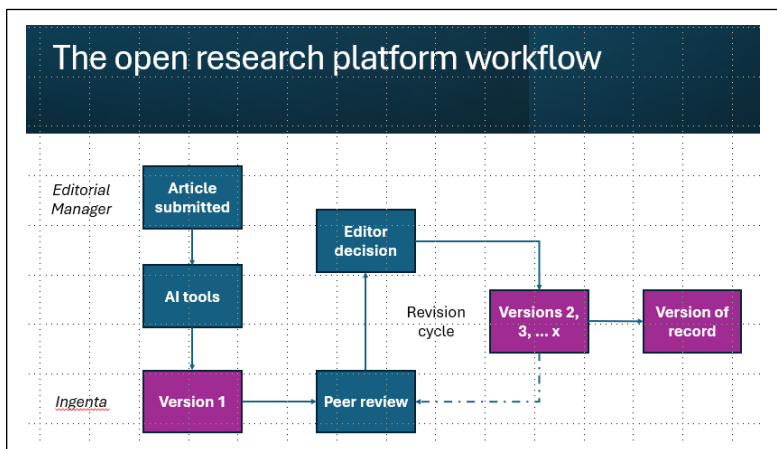 The open research platform workflow
Editorial
Manager
Article
submitted
Editor
decision
AI tools
Revision
cycle
Versions 2,
3, ... x
Version of
record
Ingenta
Version 1
Peer review